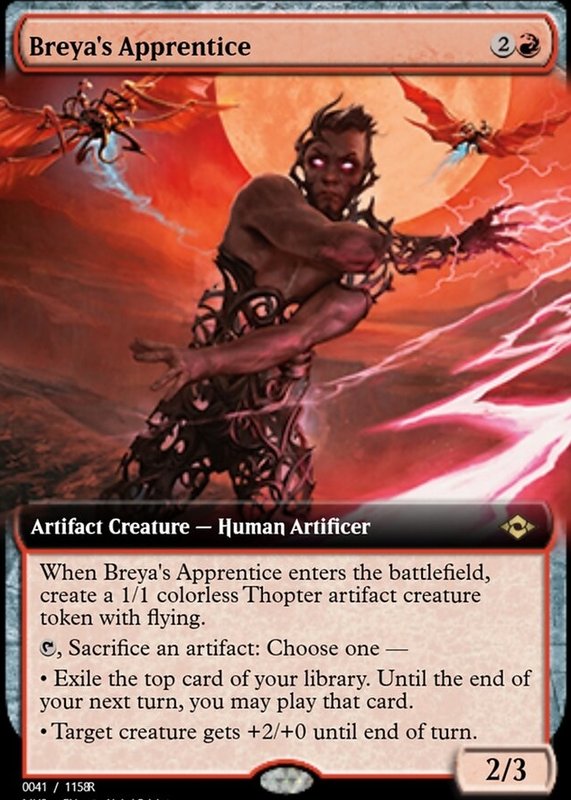 Breya's Apprentice 2
Artifact Creature — Human Artificer
When Breya's Apprentice enters the battlefield,
create a 1/1 colorless Thopter artifact creature
token with flying.
, Sacrifice an artifact: Choose one —
• Exile the top card of your library. Until the end of
your next turn, you may play that card.
• Target creature gets +2/+0 until end of turn.
2/3
0041 / 1158R